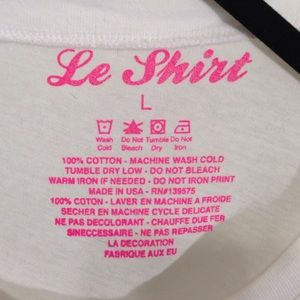 Le Shirt
L
Wash Do Not Tumble Do Not
Cold Bleach Dry Iron
100% COTTON - MACHINE WASH COLD
TUMBLE DRY LOW - DO NOT BLEACH
WARM IRON IF NEEDED - DO NOT IRON PRINT
MADE IN USA - RN#139575
100% COTON - LAVER EN MACHINE A FROIDE
SECHER EN MACHINE CYCLE DELICATE
NE PAS DECOLORANT - CHAUFFE DUE FER
SINECCESSAIRE - NE PAS REPASSER
LA DECORATION
FABRIQUE AUX EU